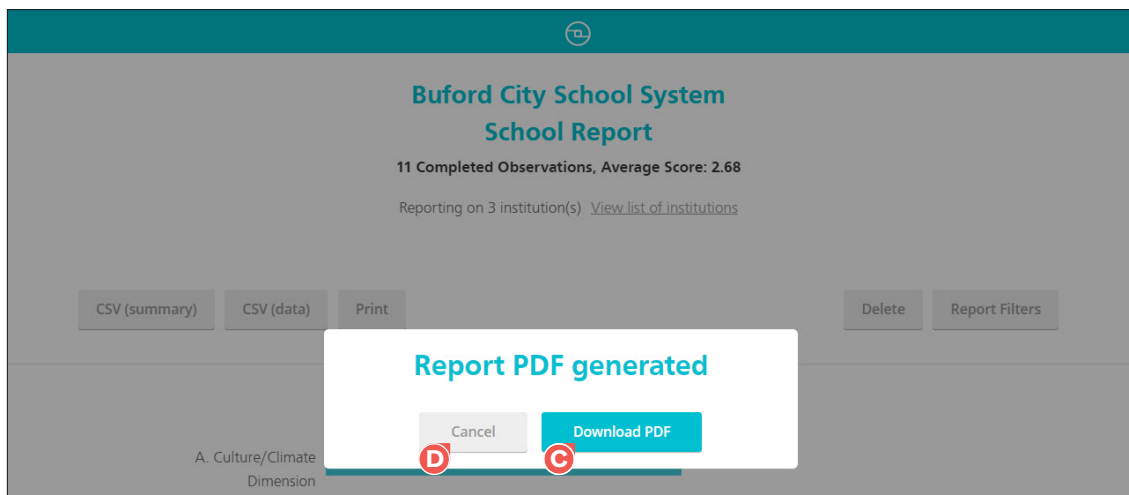 Buford City School System
School Report
11 Completed Observations, Average Score: 2.68
Reporting on 3 institution(s) View list of institutions
CSV (summary) CSV (data) Print Delete Report Filters
Report PDF generated
Cancel Download PDF
D C
A. Culture/Climate
Dimension